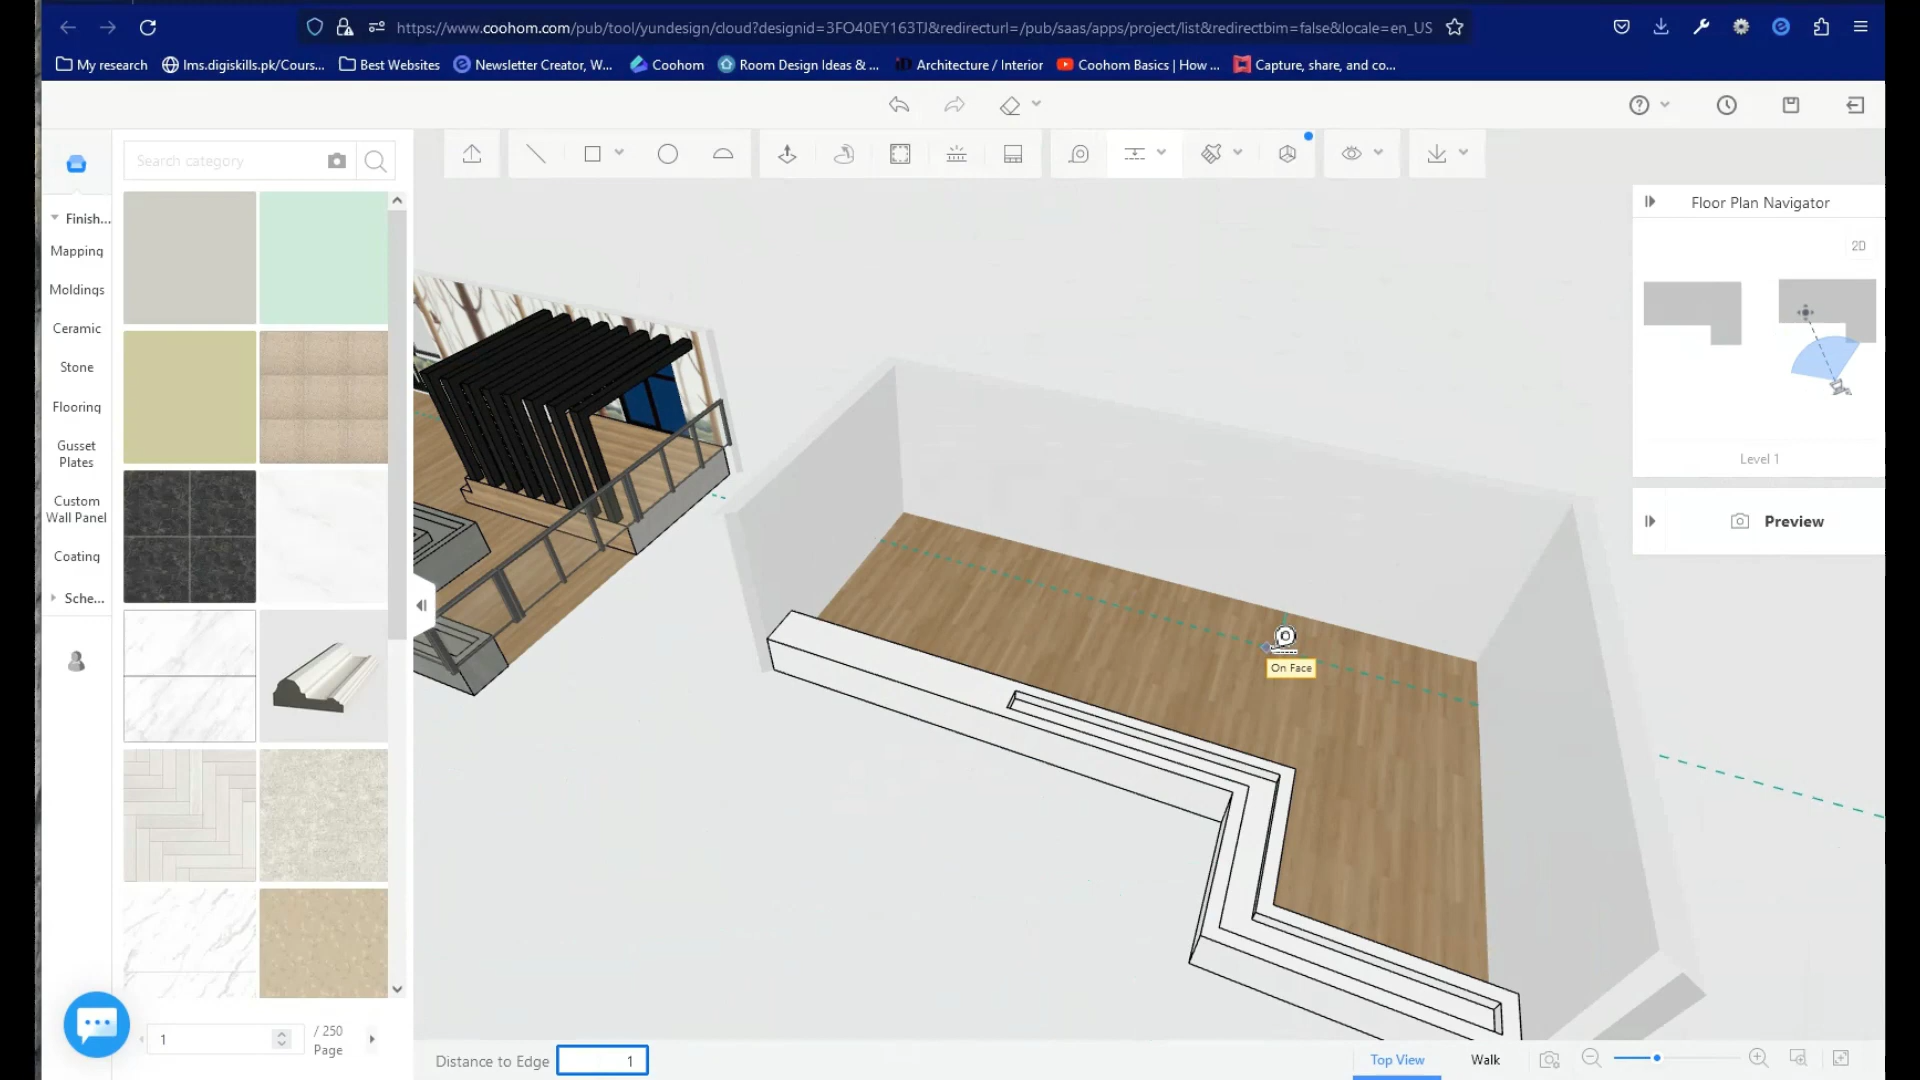 https://www.coohom.com/pub/tool/yundesign/cloud?designid=3FO40EY163TJ&redirecturl=/pub/saas/apps/project/list&redirectbim=false&locale=en_US
My research
lms.digiskills.pk/Cours...
Best Websites
Newsletter Creator, W...
Coohom
Room Design Ideas & ...
Architecture / Interior
Coohom Basics | How ...
Capture, share, and co...
Search category
Finish...
Mapping
Moldings
Ceramic
Stone
Flooring
Gusset
Plates
Custom
Wall Panel
Coating
Sche...
Floor Plan Navigator
2D
Level 1
Preview
On Face
1
/ 250
Page
Distance to Edge
1
Top View
Walk